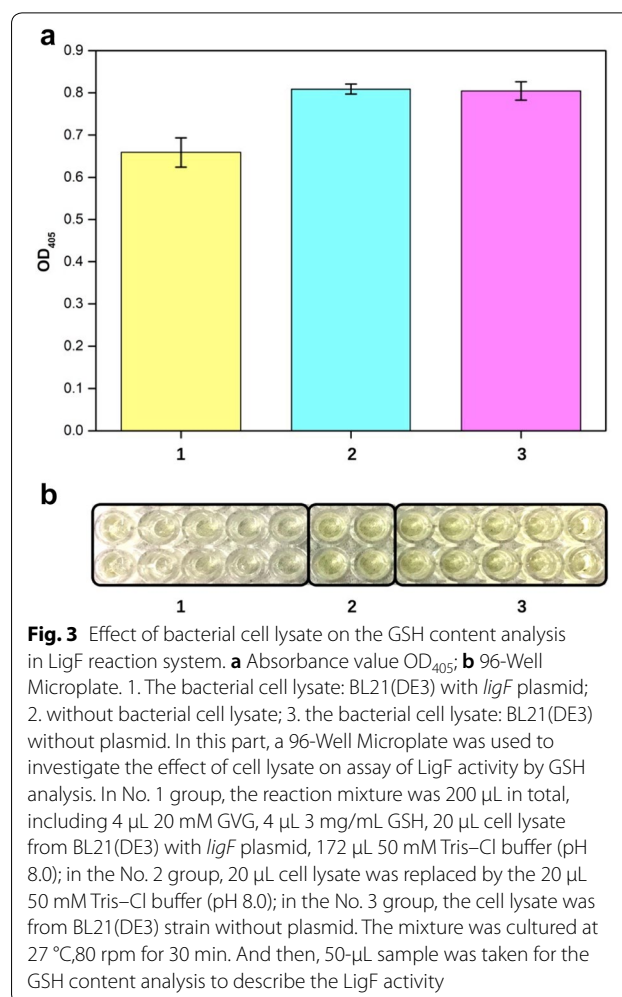 a
0.9
0.8
0.7
0.6
0.5
0.4
0.3
0.2
0.1
0.0
OD405
1 2 3
b
1 2 3
Fig. 3 Effect of bacterial cell lysate on the GSH content analysis
in LigF reaction system. a Absorbance value OD405; b 96-Well
Microplate. 1. The bacterial cell lysate: BL21(DE3) with ligF plasmid;
2. without bacterial cell lysate; 3. the bacterial cell lysate: BL21(DE3)
without plasmid. In this part, a 96-Well Microplate was used to
investigate the effect of cell lysate on assay of LigF activity by GSH
analysis. In No. 1 group, the reaction mixture was 200 μL in total,
including 4 μL 20 mM GVG, 4 μL 3 mg/mL GSH, 20 μL cell lysate
from BL21(DE3) with ligF plasmid, 172 μL 50 mM Tris–Cl buffer (pH
8.0); in the No. 2 group, 20 μL cell lysate was replaced by the 20 μL
50 mM Tris–Cl buffer (pH 8.0); in the No. 3 group, the cell lysate was
from BL21(DE3) strain without plasmid. The mixture was cultured at
27 °C,80 rpm for 30 min. And then, 50-μL sample was taken for the
GSH content analysis to describe the LigF activity